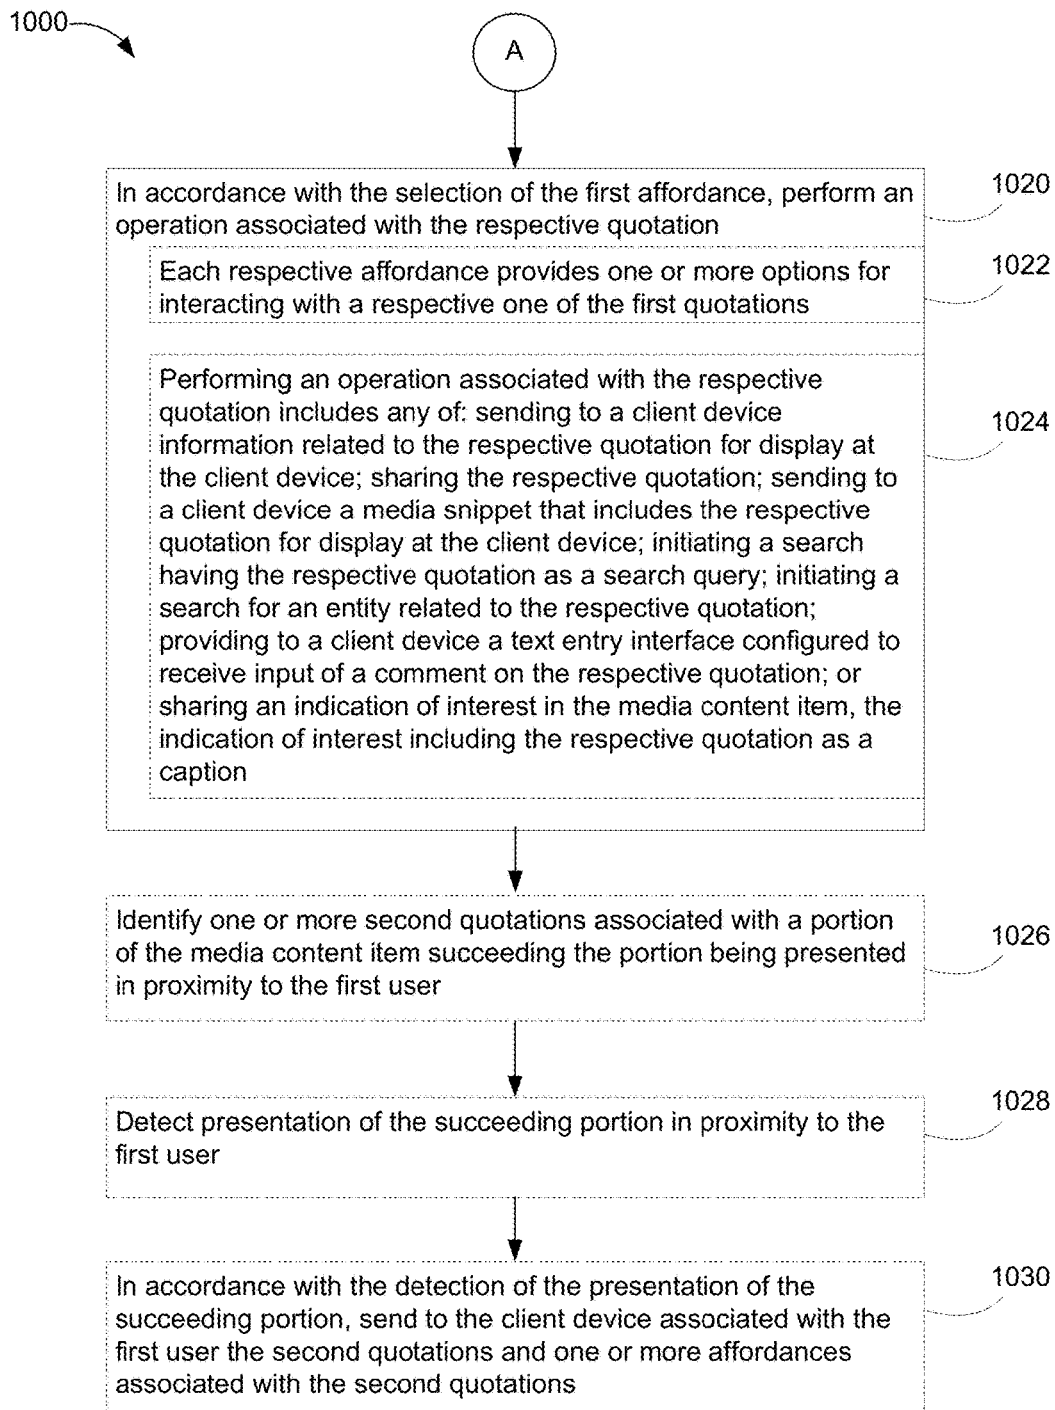 1000
A
In accordance with the selection of the first affordance, perform an
operation associated with the respective quotation
1020
Each respective affordance provides one or more options for
interacting with a respective one of the first quotations
1022
Performing an operation associated with the respective
quotation includes any of: sending to a client device
information related to the respective quotation for display at
the client device; sharing the respective quotation; sending to
a client device a media snippet that includes the respective
quotation for display at the client device; initiating a search
having the respective quotation as a search query; initiating a
search for an entity related to the respective quotation;
providing to a client device a text entry interface configured to
receive input of a comment on the respective quotation; or
sharing an indication of interest in the media content item, the
indication of interest including the respective quotation as a
caption
1024
Identify one or more second quotations associated with a portion
of the media content item succeeding the portion being presented
in proximity to the first user
1026
Detect presentation of the succeeding portion in proximity to the
first user
1028
In accordance with the detection of the presentation of the
succeeding portion, send to the client device associated with the
first user the second quotations and one or more affordances
associated with the second quotations
1030